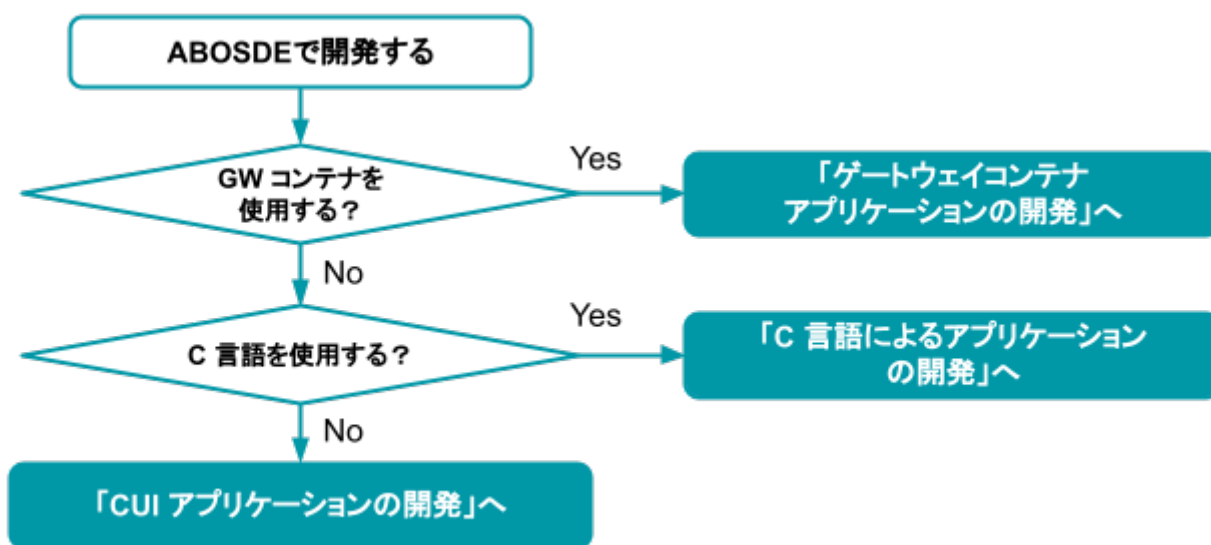 ABOSDEで開発する
GW コンテナを
使用する？
Yes
「ゲートウェイコンテナ
アプリケーションの開発」へ
No
C 言語を使用する？
Yes
「C 言語によるアプリケーション
の開発」へ
No
「CUI アプリケーションの開発」へ